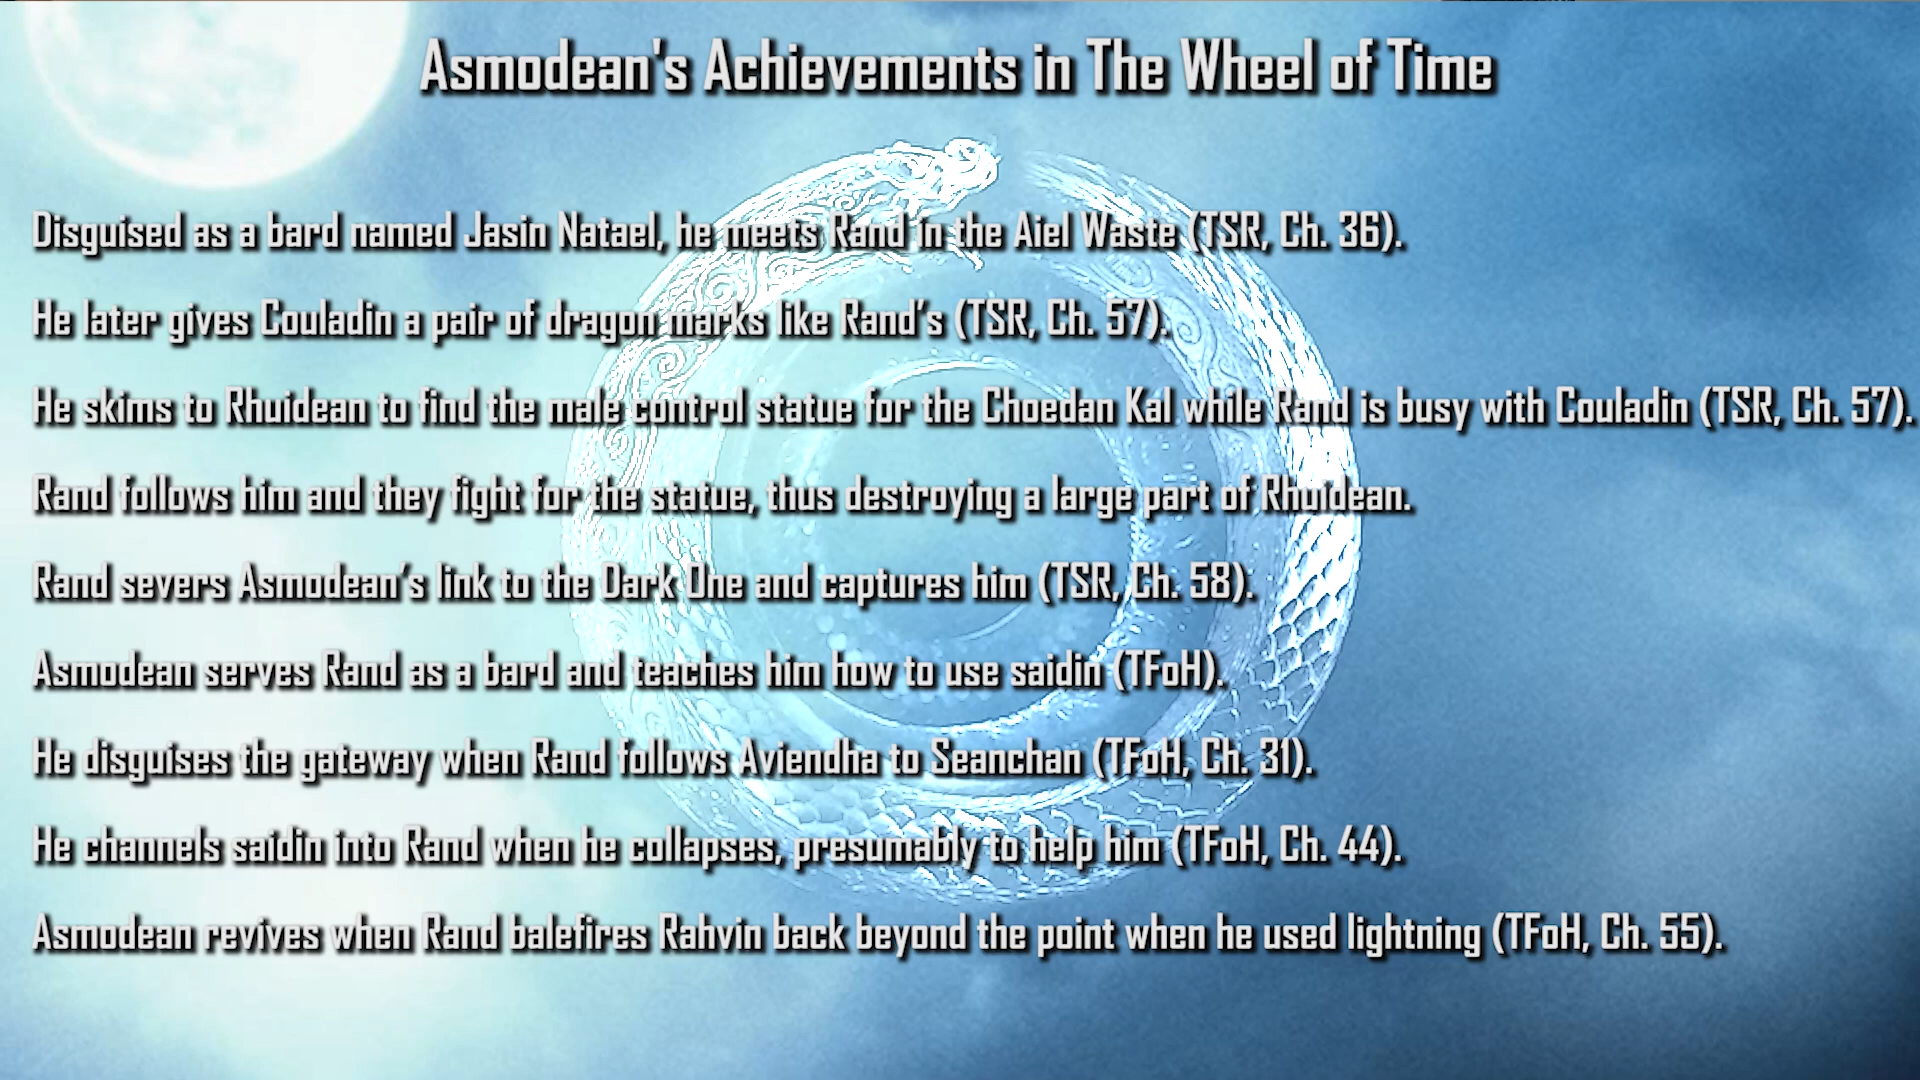 Asmodean's Achievements in The Wheel of Time
Disguised as a bard named Jasin Natael, he meets Rand in the Aiel Waste (TSR, Ch. 36).
He later gives Couladin a pair of dragon marks like Rand’s (TSR, Ch. 57).
He skims to Rhuidean to find the male control statue for the Choedan Kal while Rand is busy with Couladin (TSR, Ch. 57).
Rand follows him and they fight for the statue, thus destroying a large part of Rhuidean.
Rand severs Asmodean’s link to the Dark One and captures him (TSR, Ch. 58).
Asmodean serves Rand as a bard and teaches him how to use saidin (TFoH).
He disguises the gateway when Rand follows Aviendha to Seanchan (TFoH, Ch. 31).
He channels saidin into Rand when he collapses, presumably to help him (TFoH, Ch. 44).
Asmodean revives when Rand balefires Rahvin back beyond the point when he used lightning (TFoH, Ch. 55).